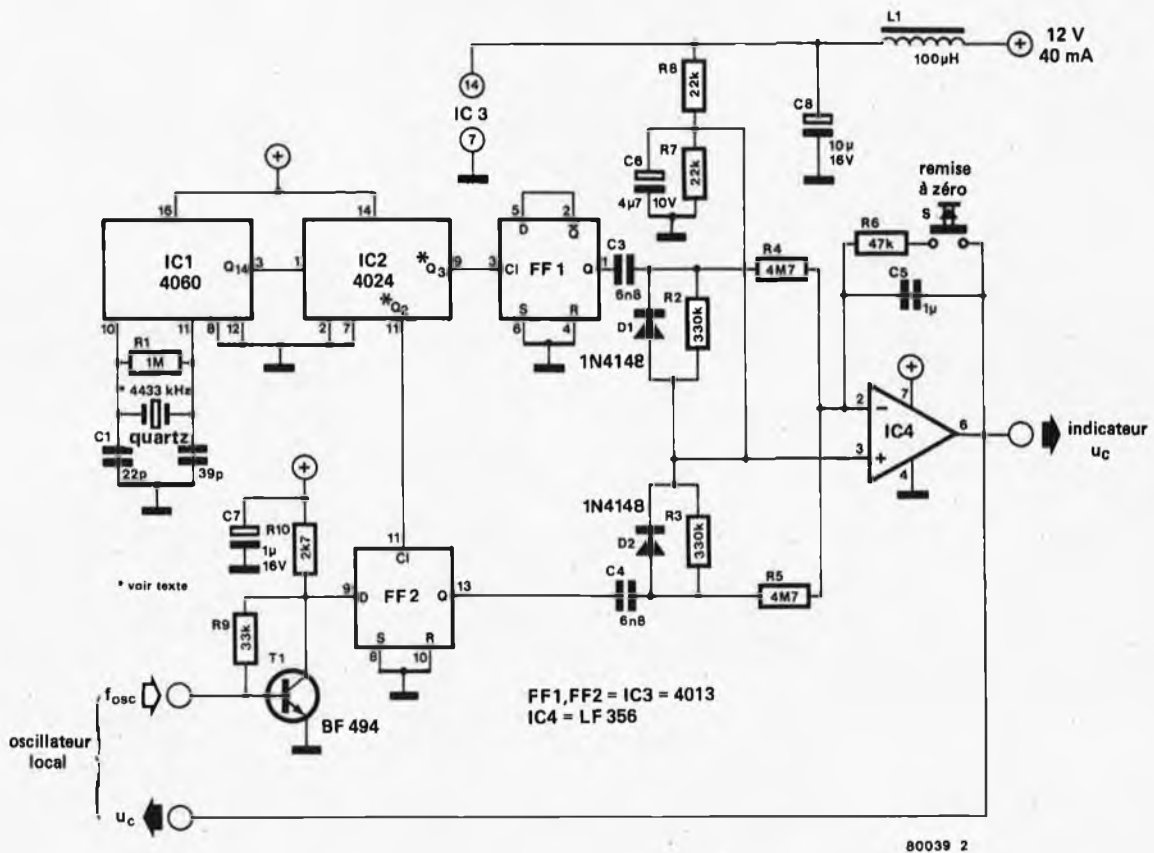 L1
100µH
12 V
40 mA
14
IC 3
7
R8
22k
C8
10µ
16V
R7
22k
C6
4µ7
10V
remise
à zéro
S
R6
47k
C5
1µ
16
14
IC1
4060
Q14
3
1
IC2
4024
*Q3
*Q2
9
10
11
8
12
2
7
11
R1
1M
* 4433 kHz
quartz
C1
22p
39p
5
2
D
Q
3
Cl
FF1
Q
1
S
R
6
4
C3
6n8
D1
1N4148
R2
330k
R4
4M7
2
3
7
4
6
IC4
indicateur
uc
1N4148
D2
R3
330k
C4
6n8
R5
4M7
C7
1µ
16V
R10
2k7
11
Cl
9
D
FF2
Q
13
S
R
8
10
* voir texte
R9
33k
T1
BF 494
fosc
oscillateur
local
uc
FF1, FF2 = IC3 = 4013
IC4 = LF 356
80039 2